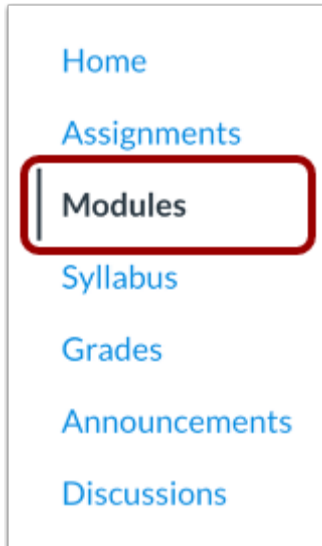 Home
Assignments
Modules
Syllabus
Grades
Announcements
Discussions